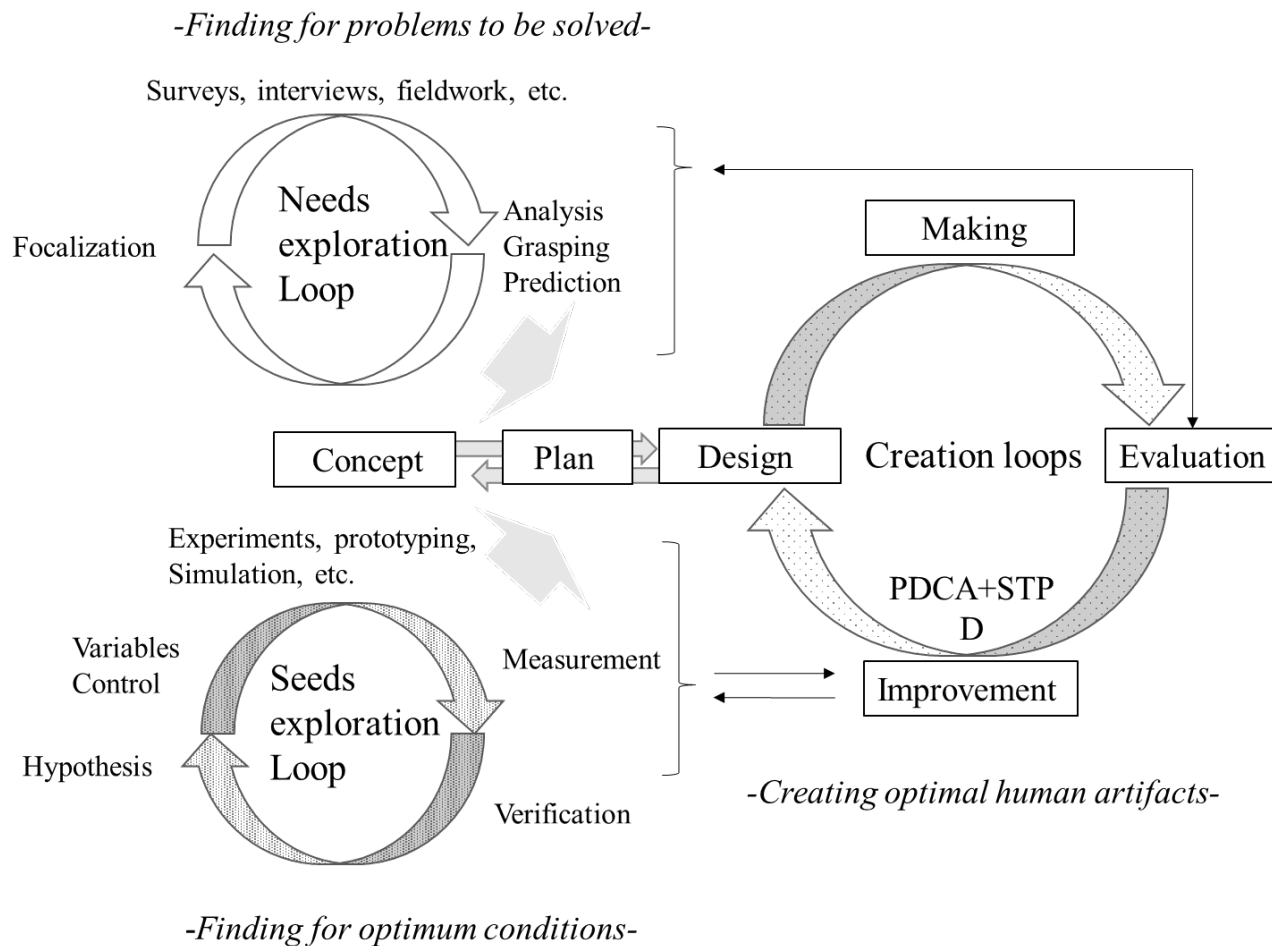 -Finding for problems to be solved-
Surveys, interviews, fieldwork, etc.
Needs
exploration
Loop
Focalization
Analysis
Grasping
Prediction
Making
Concept
Plan
Design
Creation loops
Evaluation
Experiments, prototyping,
Simulation, etc.
Variables
Control
Seeds
exploration
Loop
Measurement
Hypothesis
Verification
PDCA+STP
D
Improvement
-Creating optimal human artifacts-
-Finding for optimum conditions-